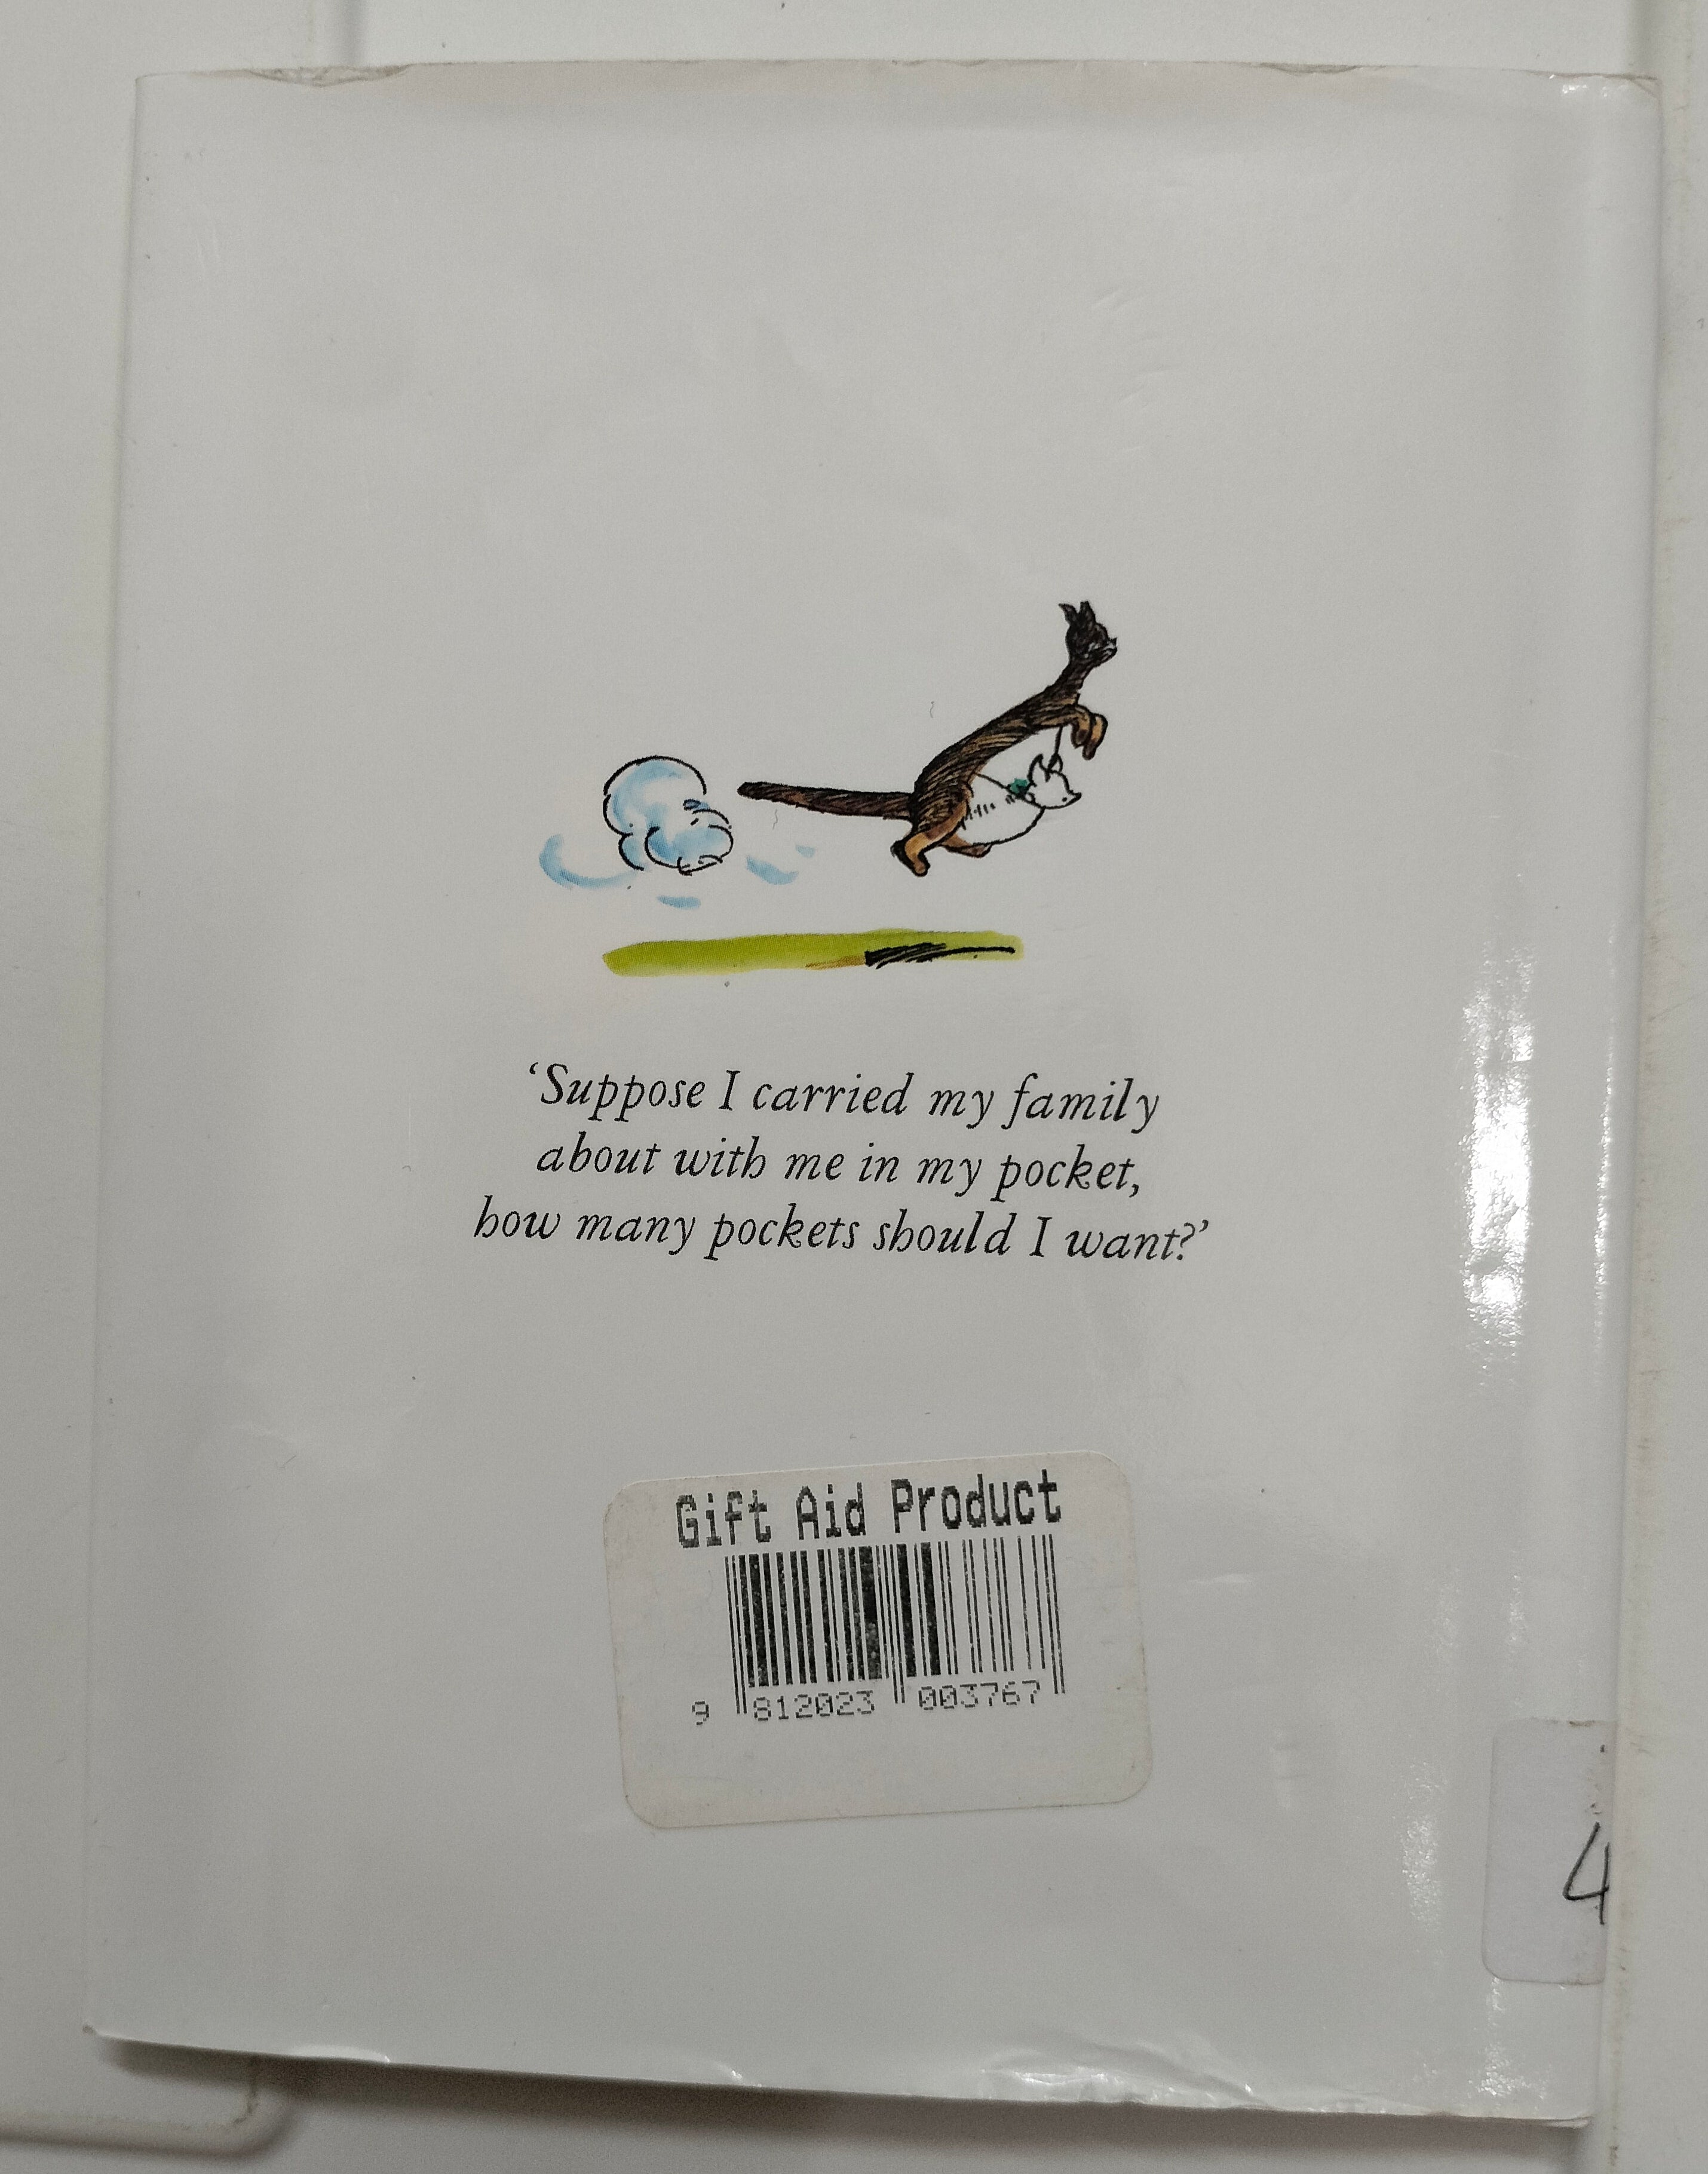 ‘Suppose I carried my family
about with me in my pocket,
how many pockets should I want?’
Gift Aid Product
9 812023 003767
4